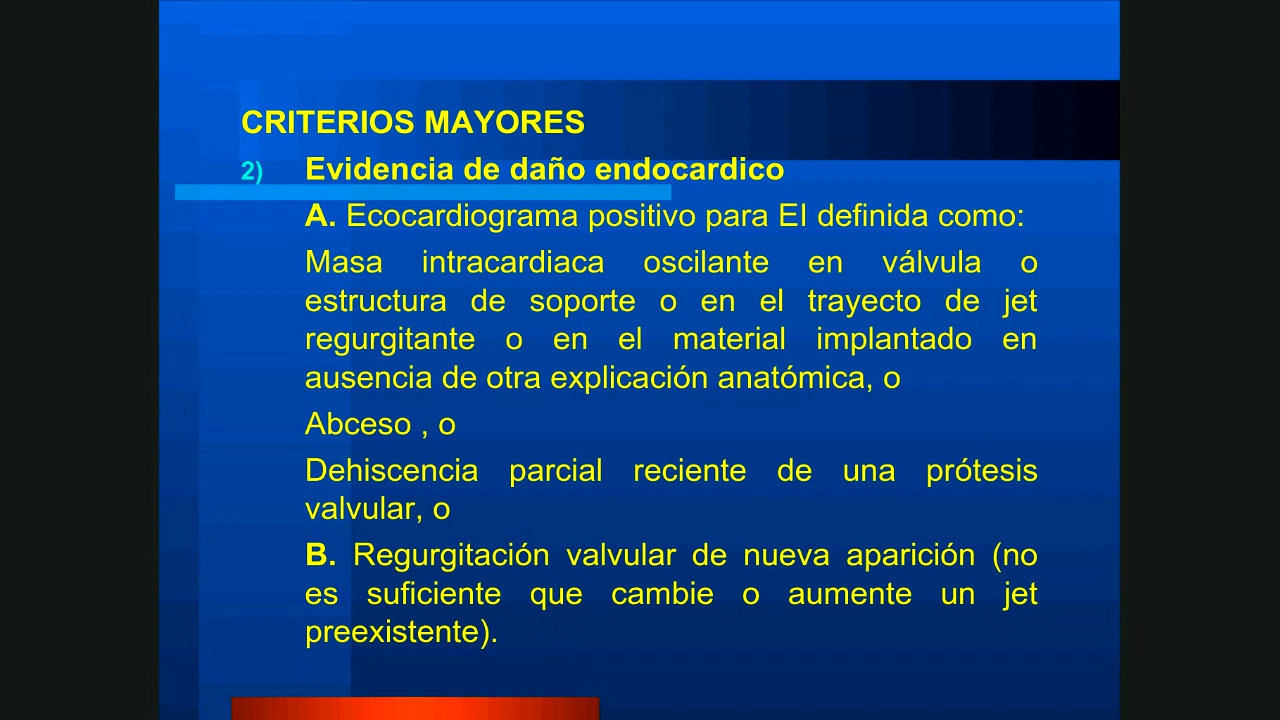 CRITERIOS MAYORES
2) Evidencia de daño endocardico
A. Ecocardiograma positivo para EI definida como:
Masa intracardiaca oscilante en válvula o
estructura de soporte o en el trayecto de jet
regurgitante o en el material implantado en
ausencia de otra explicación anatómica, o
Abceso , o
Dehiscencia parcial reciente de una prótesis
valvular, o
B. Regurgitación valvular de nueva aparición (no
es suficiente que cambie o aumente un jet
preexistente).